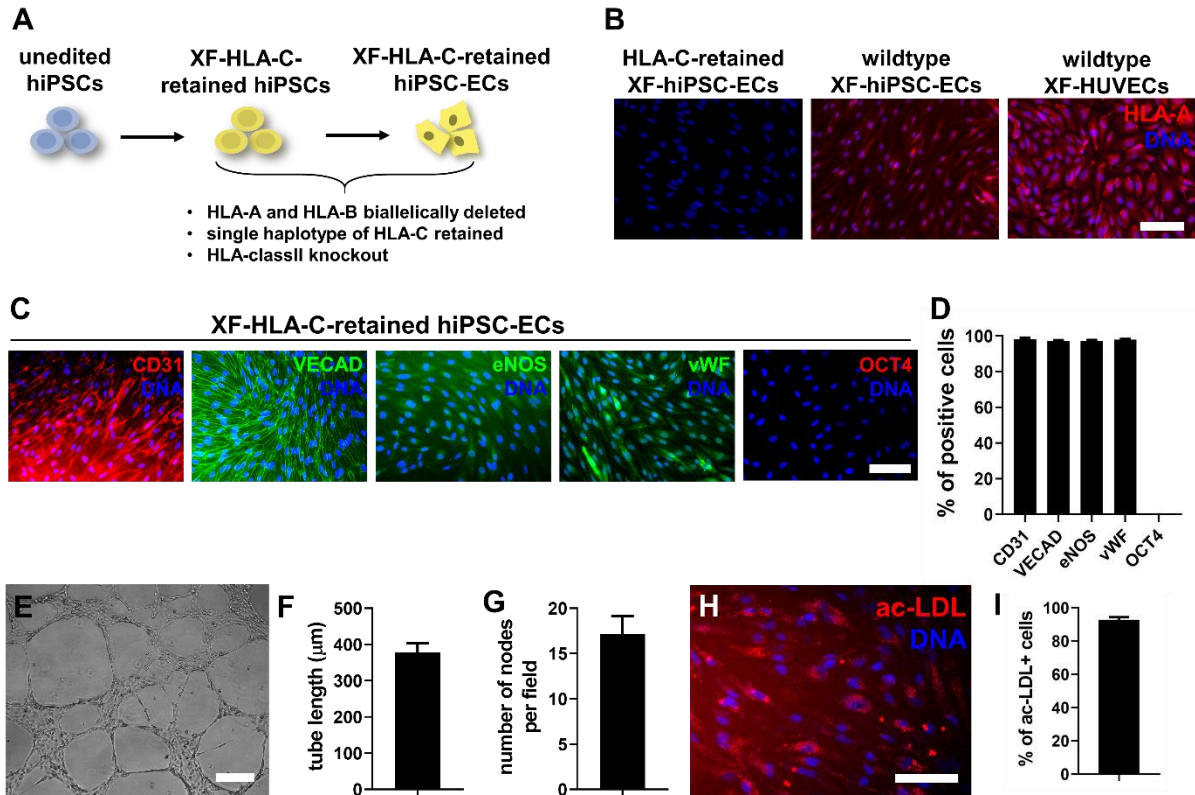 A
unedited
hiPSCs
XF-HLA-C-
retained hiPSCs
XF-HLA-C-retained
hiPSC-ECs
• HLA-A and HLA-B biallelically deleted
• single haplotype of HLA-C retained
• HLA-classII knockout
B
HLA-C-retained
XF-hiPSC-ECs
wildtype
XF-hiPSC-ECs
wildtype
XF-HUVECs
HLA-A
DNA
C
XF-HLA-C-retained hiPSC-ECs
CD31
DNA
VECAD
DNA
eNOS
DNA
vWF
DNA
OCT4
DNA
D
% of positive cells
100
80
60
40
20
0
CD31
VECAD
eNOS
vWF
OCT4
E
F
tube length (μm)
500
400
300
200
100
0
G
number of nodes
per field
20
15
10
5
0
H
ac-LDL
DNA
I
% of ac-LDL+ cells
100
80
60
40
20
0